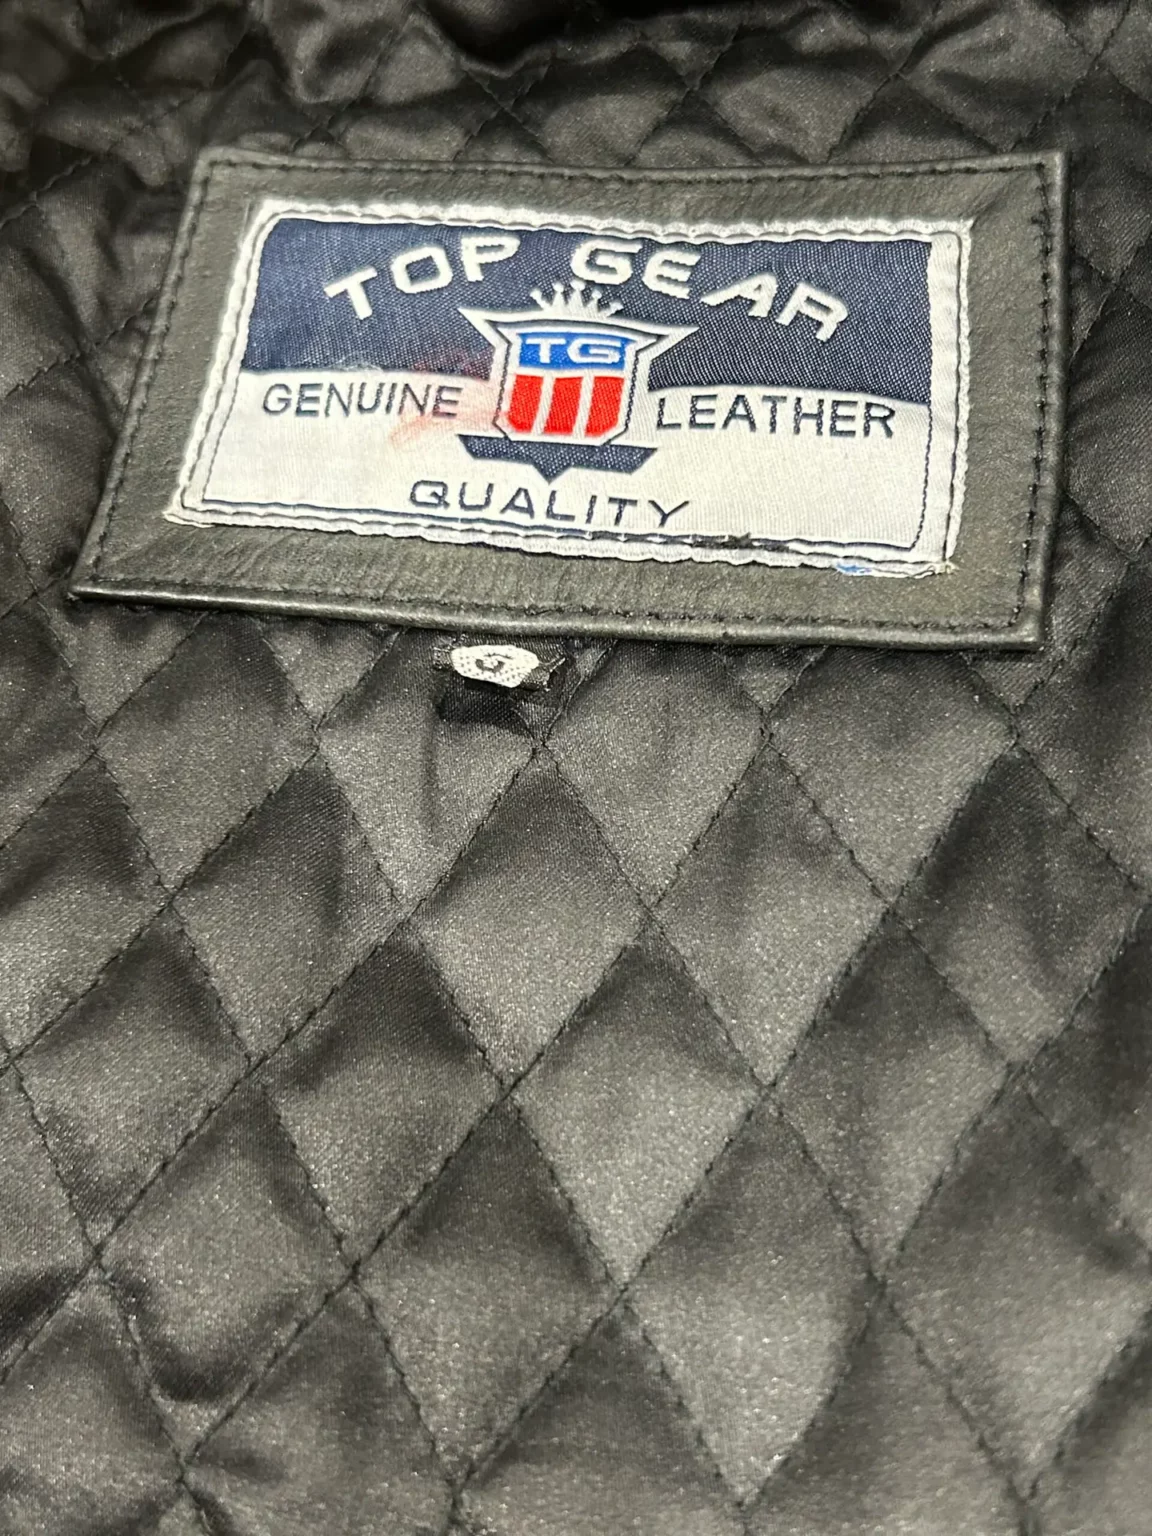 TOP GEAR
TG
GENUINE LEATHER
QUALITY